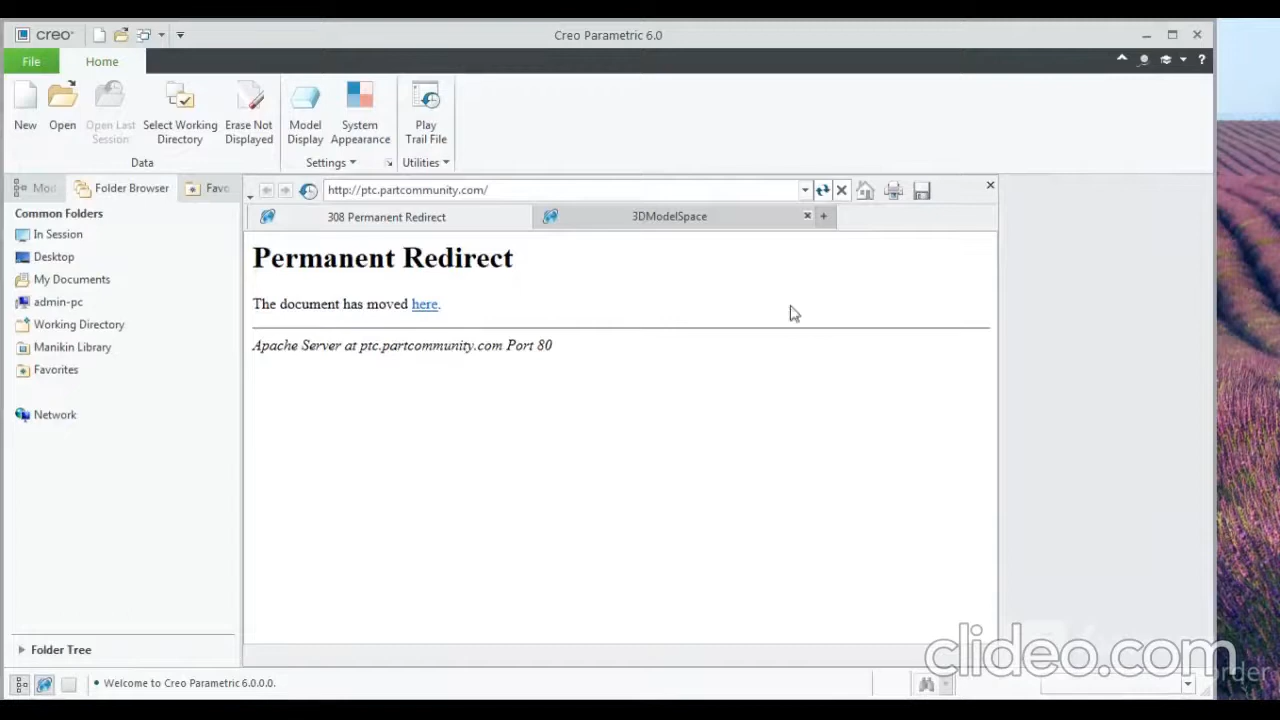 creo
Creo Parametric 6.0
File
Home
New
Open
Open Last
Session
Select Working
Directory
Erase Not
Displayed
Model
Display
System
Appearance
Play
Trail File
Data
Settings
Utilities
Mod
Folder Browser
Favo
http://ptc.partcommunity.com/
308 Permanent Redirect
3DModelSpace
Common Folders
In Session
Desktop
My Documents
admin-pc
Working Directory
Manikin Library
Favorites
Network
Permanent Redirect
The document has moved here.
Apache Server at ptc.partcommunity.com Port 80
Folder Tree
Welcome to Creo Parametric 6.0.0.0.
clideo.com